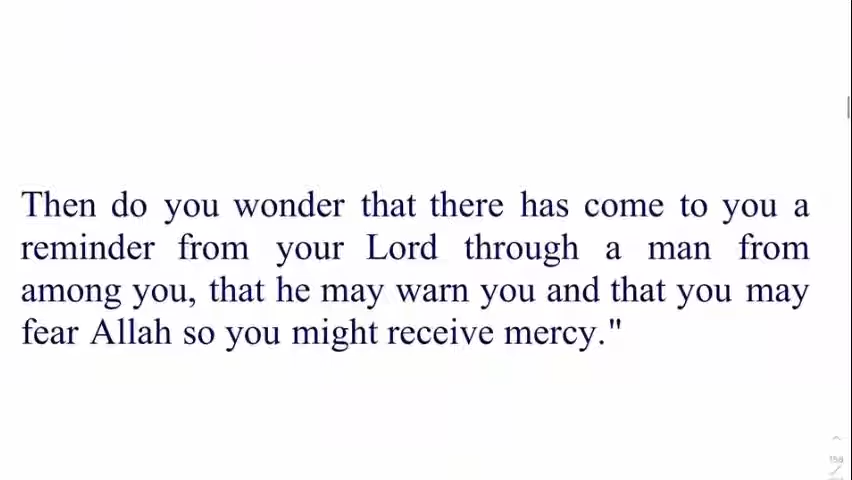 Then do you wonder that there has come to you a
reminder from your Lord through a man from
among you, that he may warn you and that you may
fear Allah so you might receive mercy."